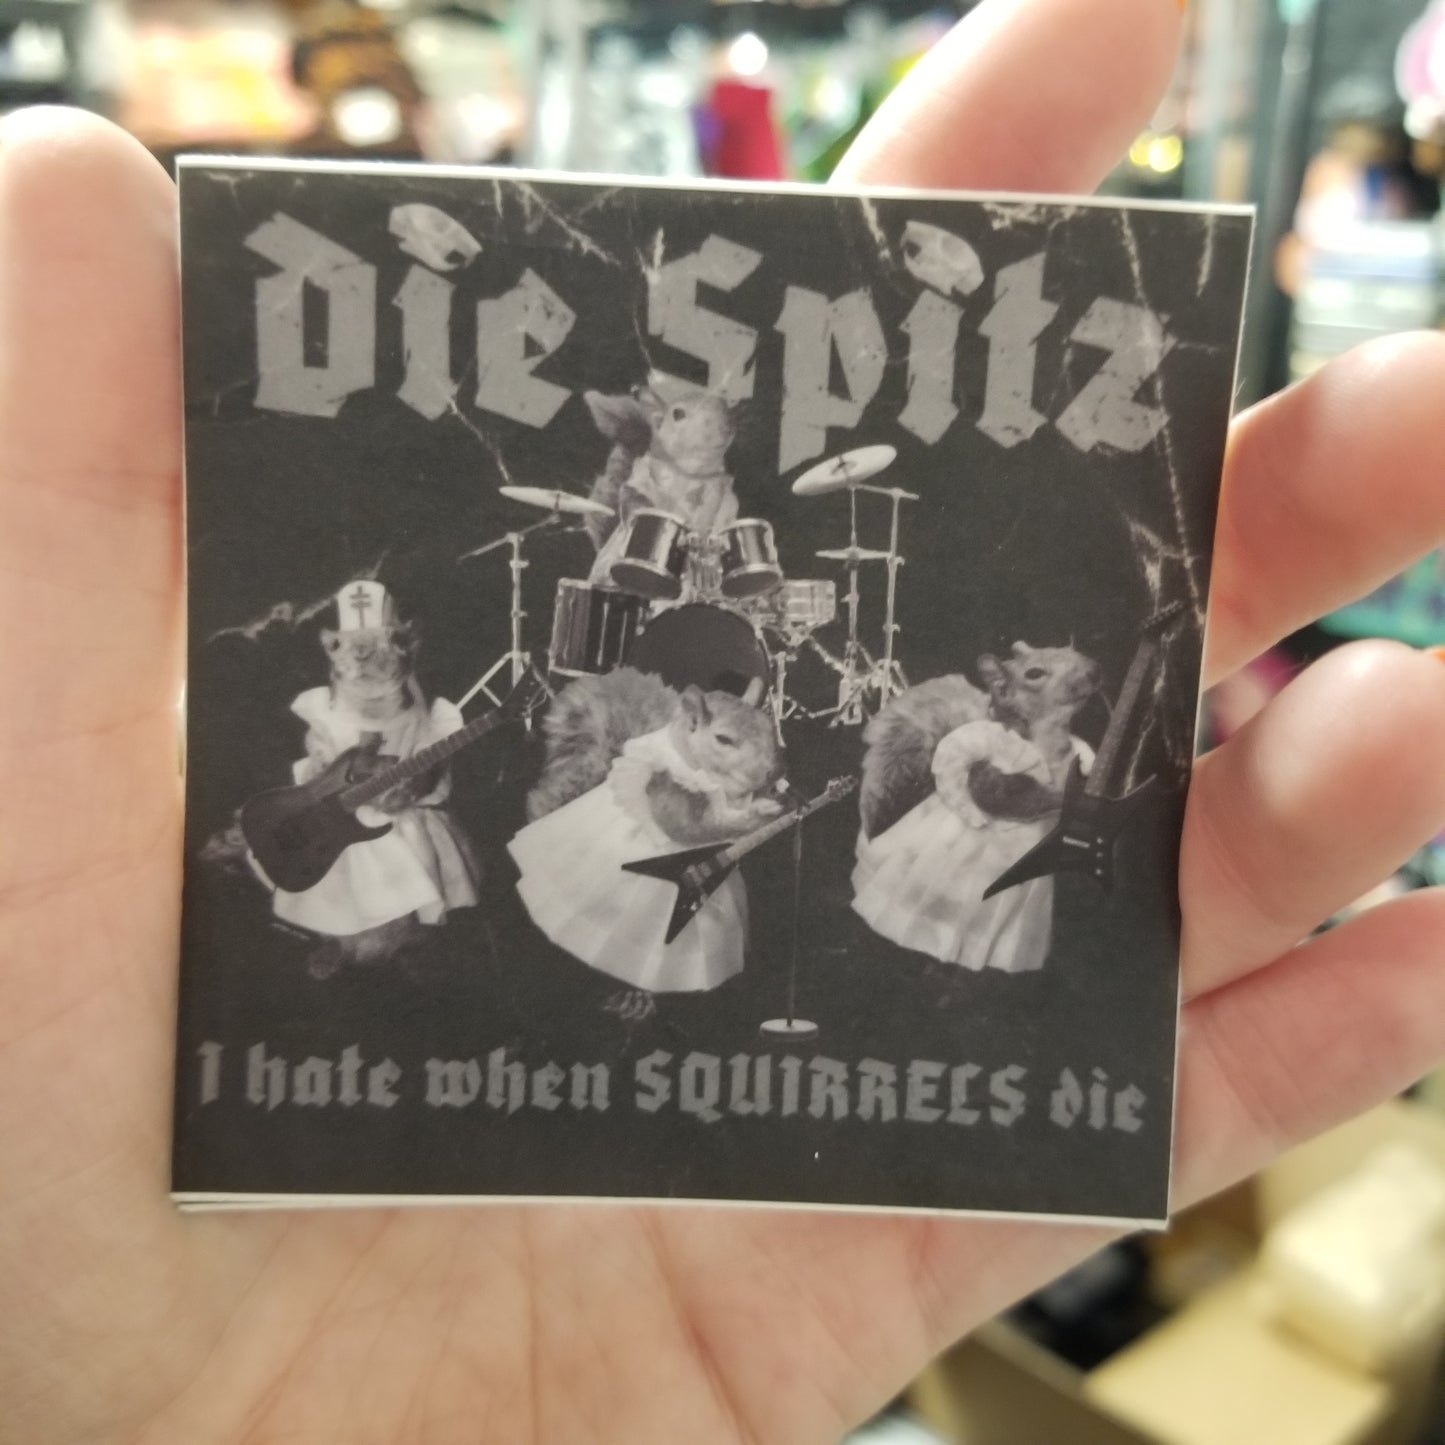 die Spitz
I hate when SQUIRRELS die